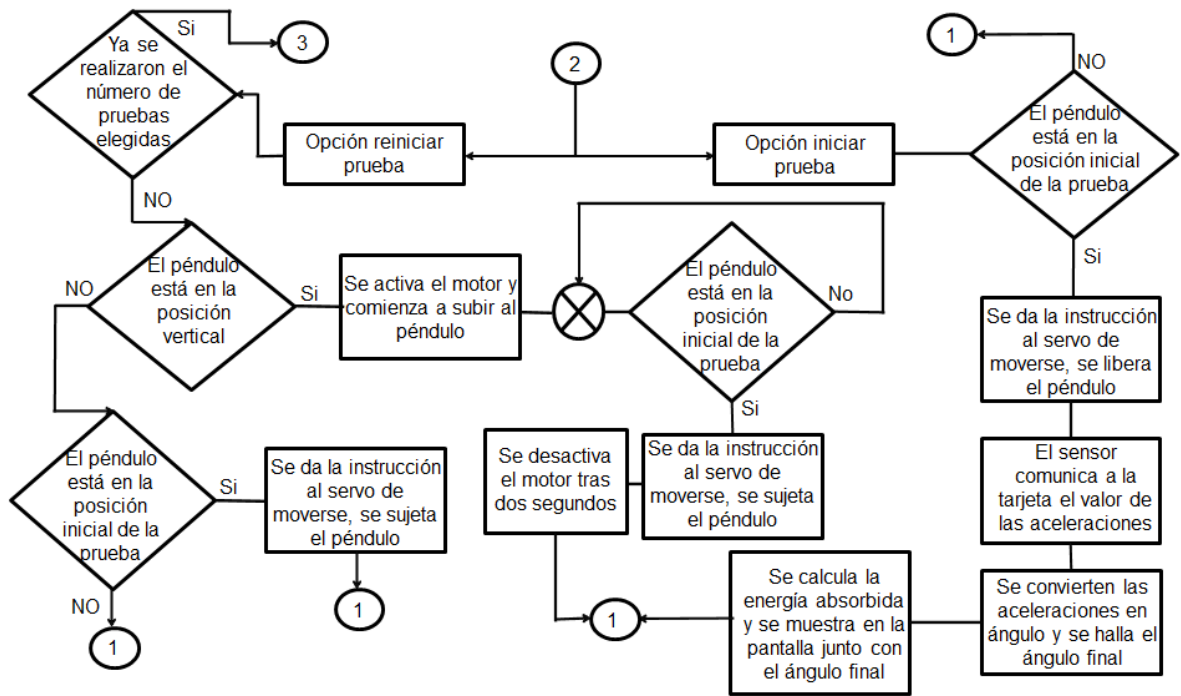 Si
3
Ya se
realizaron el
número de
pruebas
elegidas
2
1
NO
El péndulo
está en la
posición inicial
de la prueba
Opción reiniciar
prueba
Opción iniciar
prueba
NO
Si
NO
El péndulo
está en la
posición
vertical
Si
Se activa el motor y
comienza a subir al
péndulo
El péndulo
está en la
posición
inicial de la
prueba
No
Si
Se da la instrucción
al servo de
moverse, se libera
el péndulo
El péndulo
está en la
posición
inicial de la
prueba
Si
NO
1
Se da la instrucción
al servo de
moverse, se sujeta
el péndulo
1
Se desactiva
el motor tras
dos segundos
Se da la instrucción
al servo de
moverse, se sujeta
el péndulo
El sensor
comunica a la
tarjeta el valor de
las aceleraciones
1
Se calcula la
energía absorbida
y se muestra en la
pantalla junto con
el ángulo final
Se convierten las
aceleraciones en
ángulo y se halla el
ángulo final